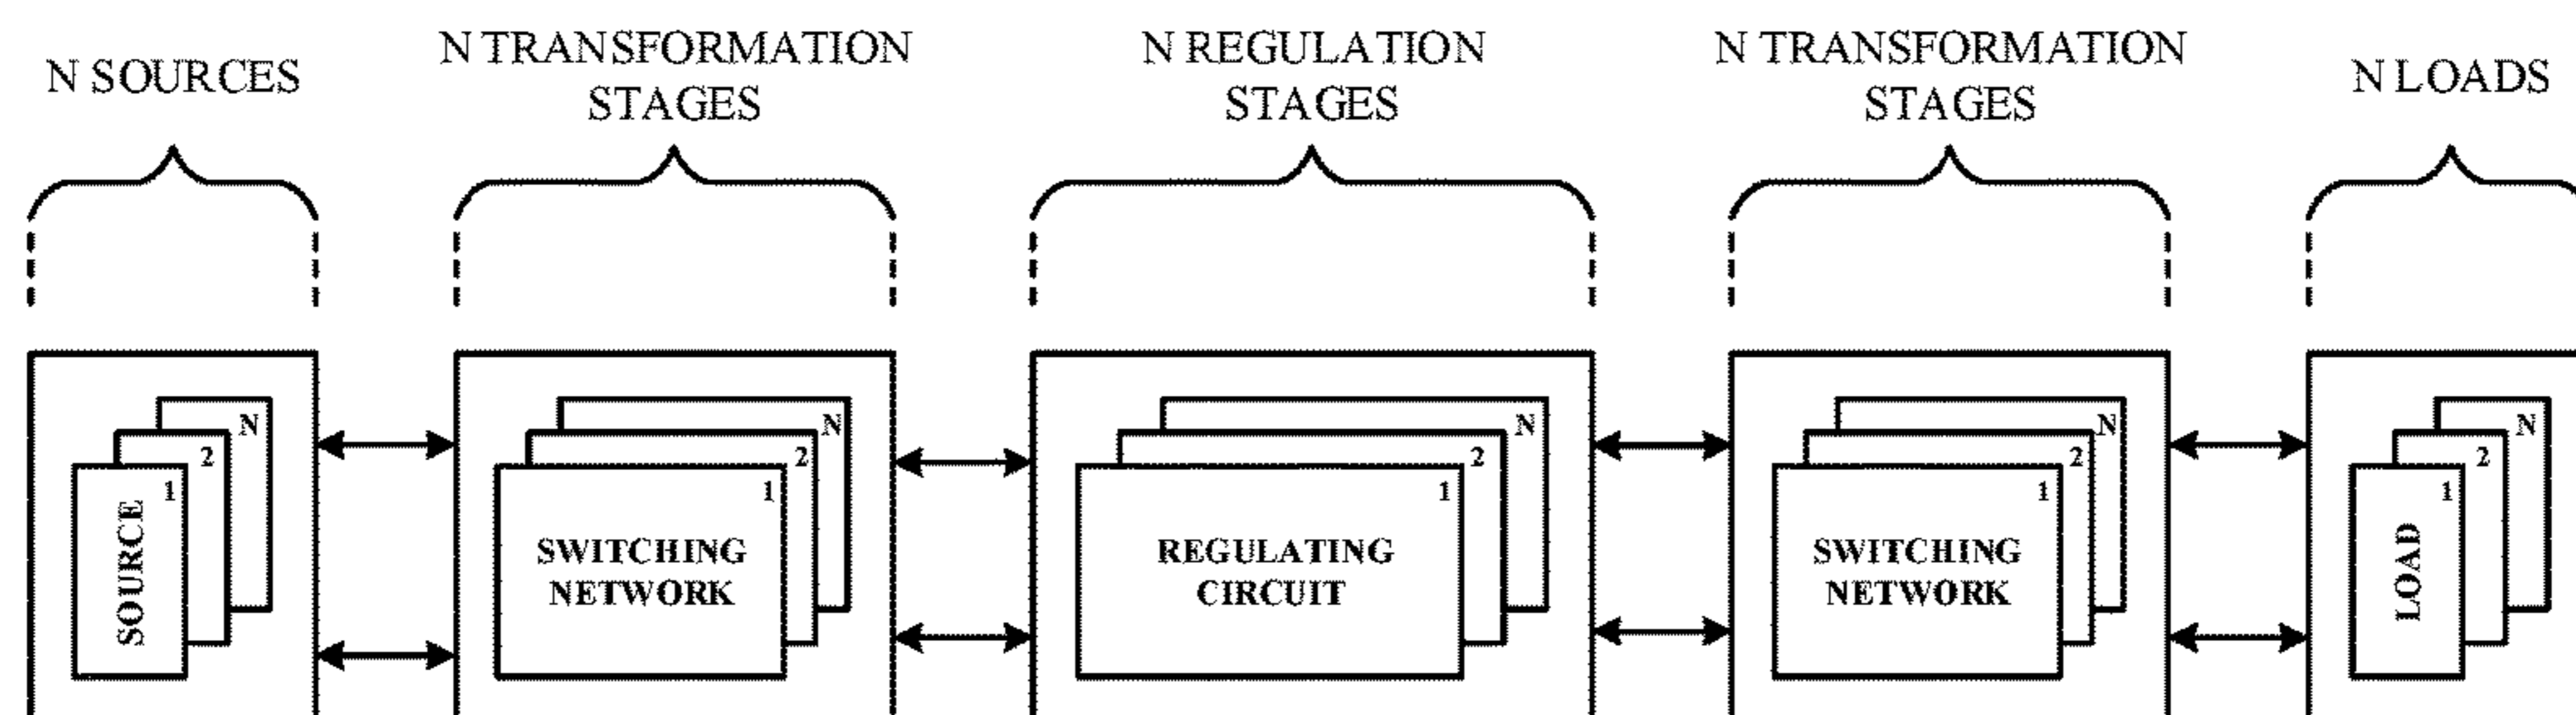 N SOURCES
N TRANSFORMATION
STAGES
N REGULATION
STAGES
N TRANSFORMATION
STAGES
N LOADS
N
2
1
SOURCE
N
2
1
SWITCHING
NETWORK
N
2
1
REGULATING
CIRCUIT
N
2
1
SWITCHING
NETWORK
N
2
1
LOAD